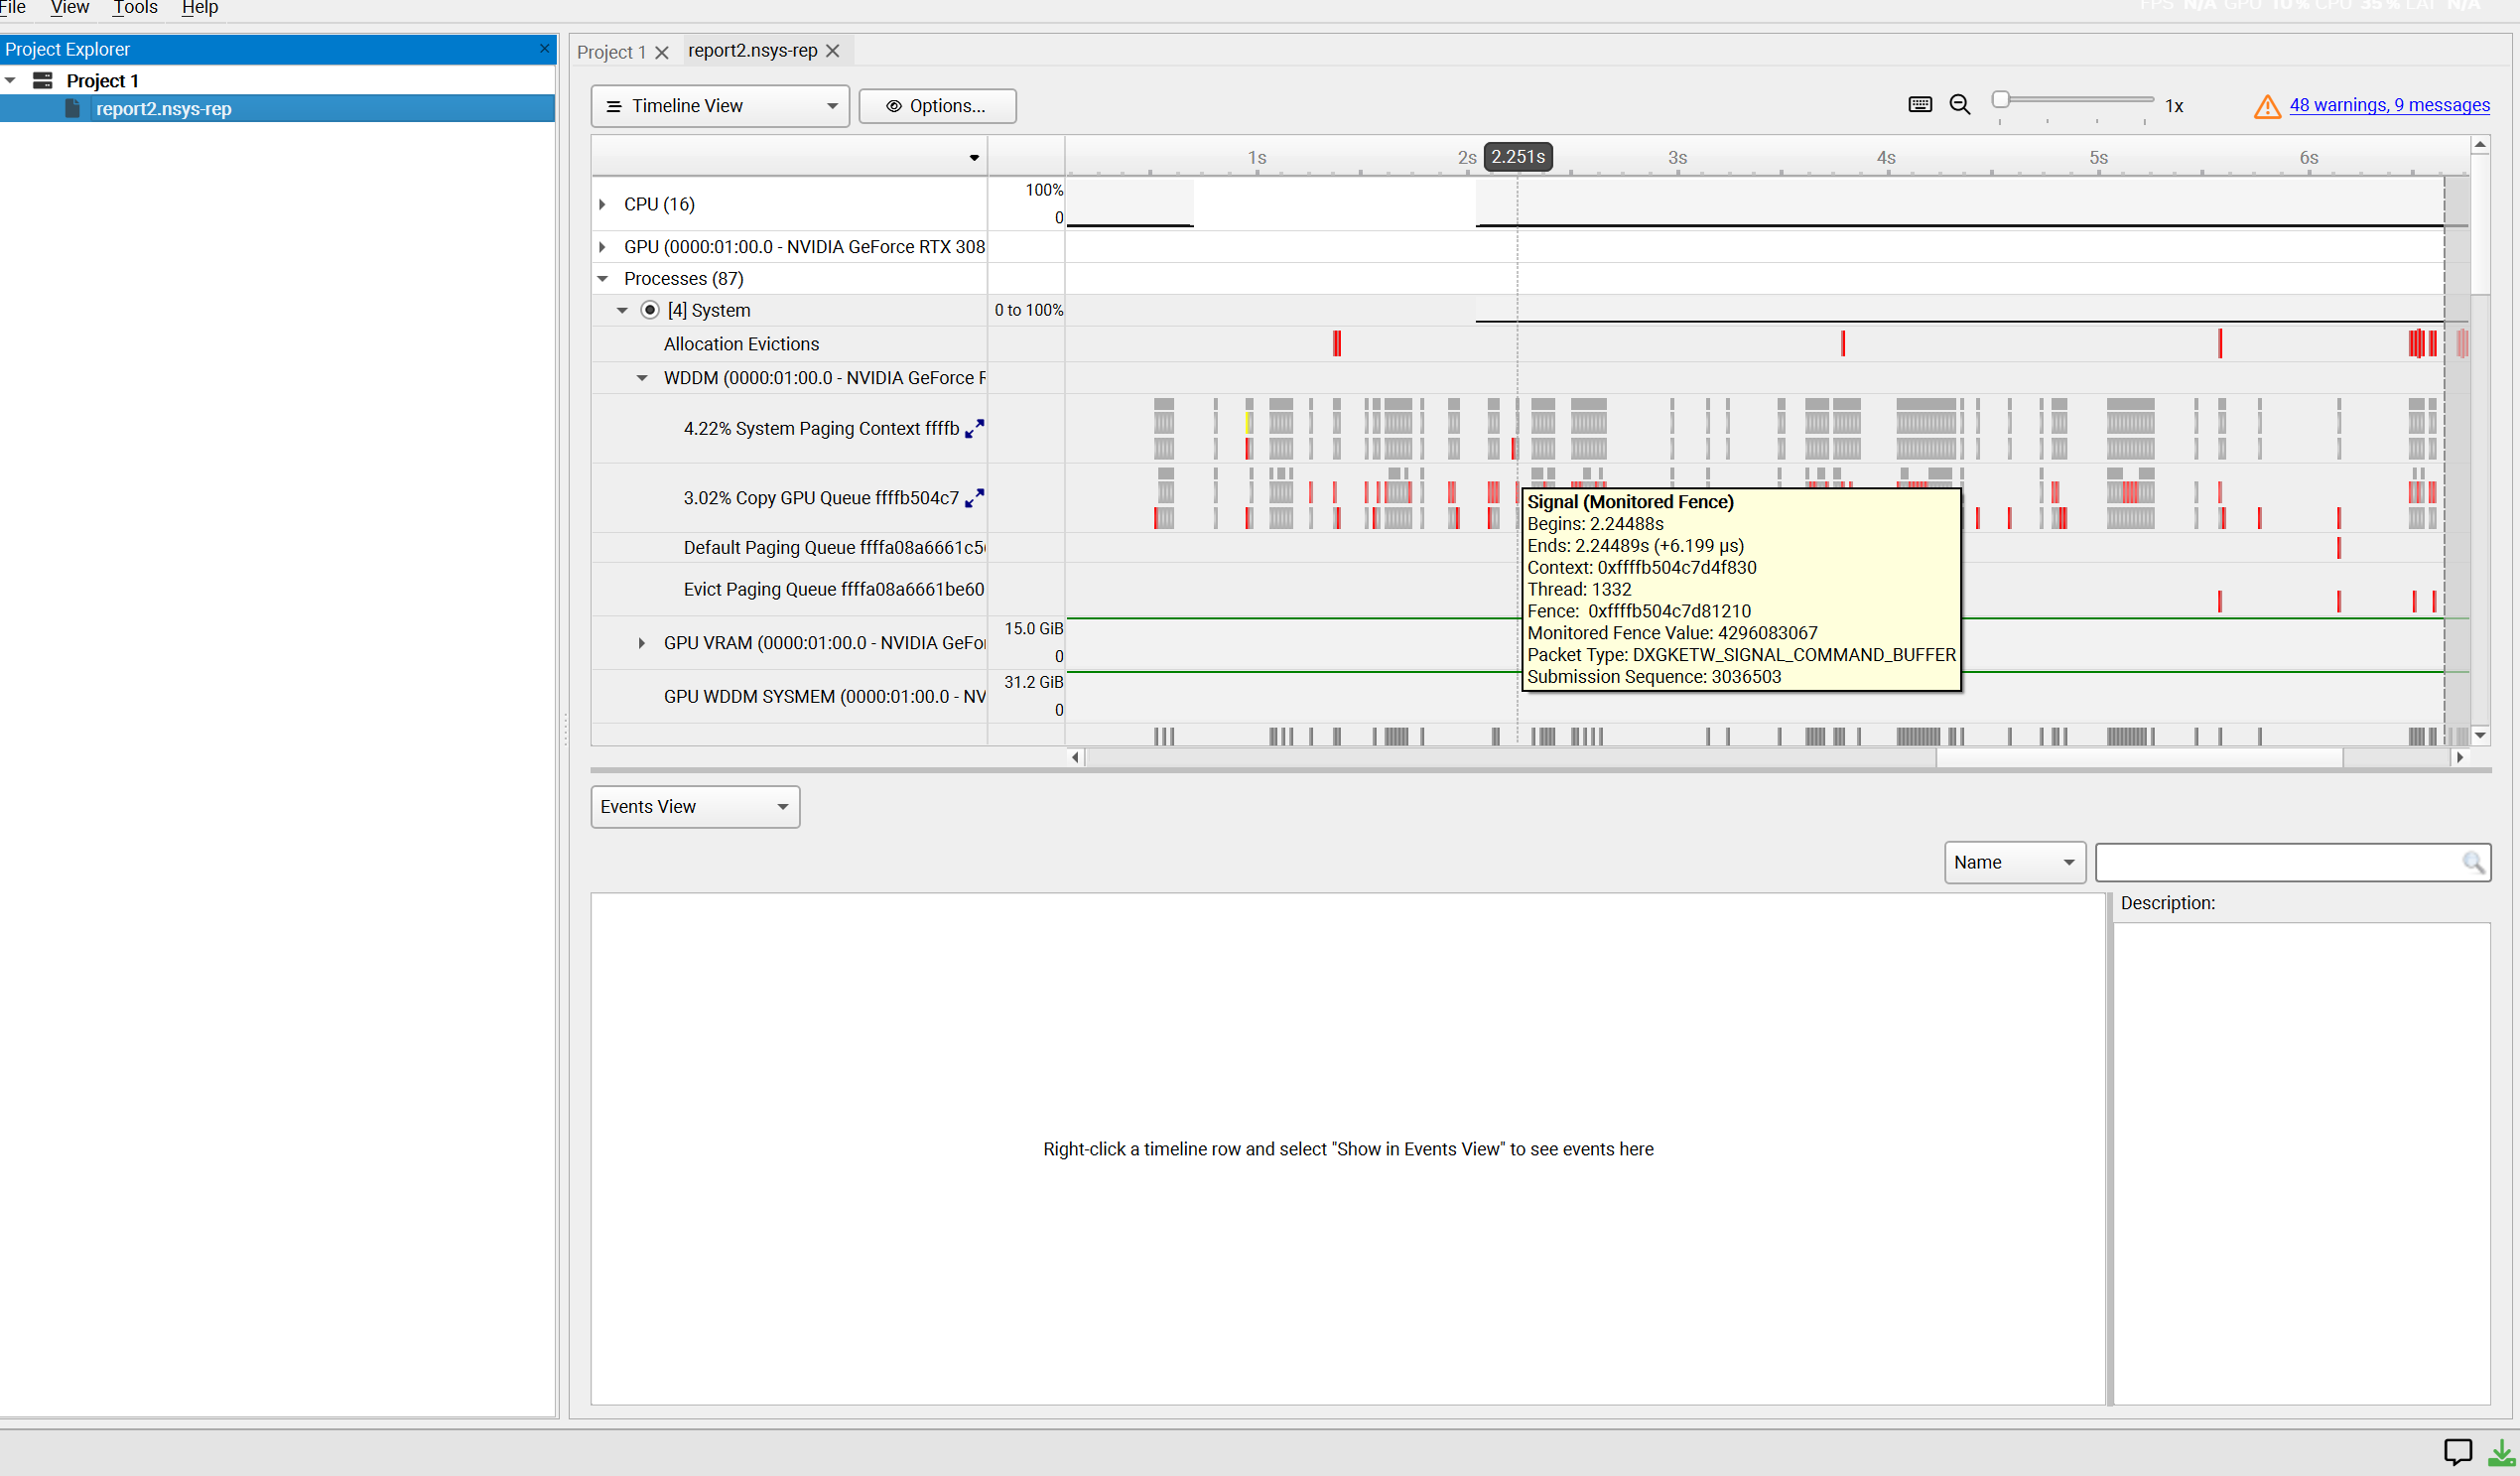 File View Tools Help
FPS N/A GPU 10% CPU 35% LAT N/A
Project Explorer
Project 1
report2.nsys-rep
Project 1
report2.nsys-rep
Timeline View
Options...
1x
48 warnings, 9 messages
1s
2s
2.251s
3s
4s
5s
6s
CPU (16)
100%
0
GPU (0000:01:00.0 - NVIDIA GeForce RTX 308
Processes (87)
[4] System
0 to 100%
Allocation Evictions
WDDM (0000:01:00.0 - NVIDIA GeForce R
4.22% System Paging Context ffffb
3.02% Copy GPU Queue ffffb504c7
Default Paging Queue ffffa08a6661c5
Evict Paging Queue ffffa08a6661be60
GPU VRAM (0000:01:00.0 - NVIDIA GeFo
15.0 GiB
0
GPU WDDM SYSMEM (0000:01:00.0 - NV
31.2 GiB
0
Signal (Monitored Fence)
Begins: 2.24488s
Ends: 2.24489s (+6.199 µs)
Context: 0xffffb504c7d4f830
Thread: 1332
Fence: 0xffffb504c7d81210
Monitored Fence Value: 4296083067
Packet Type: DXGKETW_SIGNAL_COMMAND_BUFFER
Submission Sequence: 3036503
Events View
Name
Description:
Right-click a timeline row and select "Show in Events View" to see events here